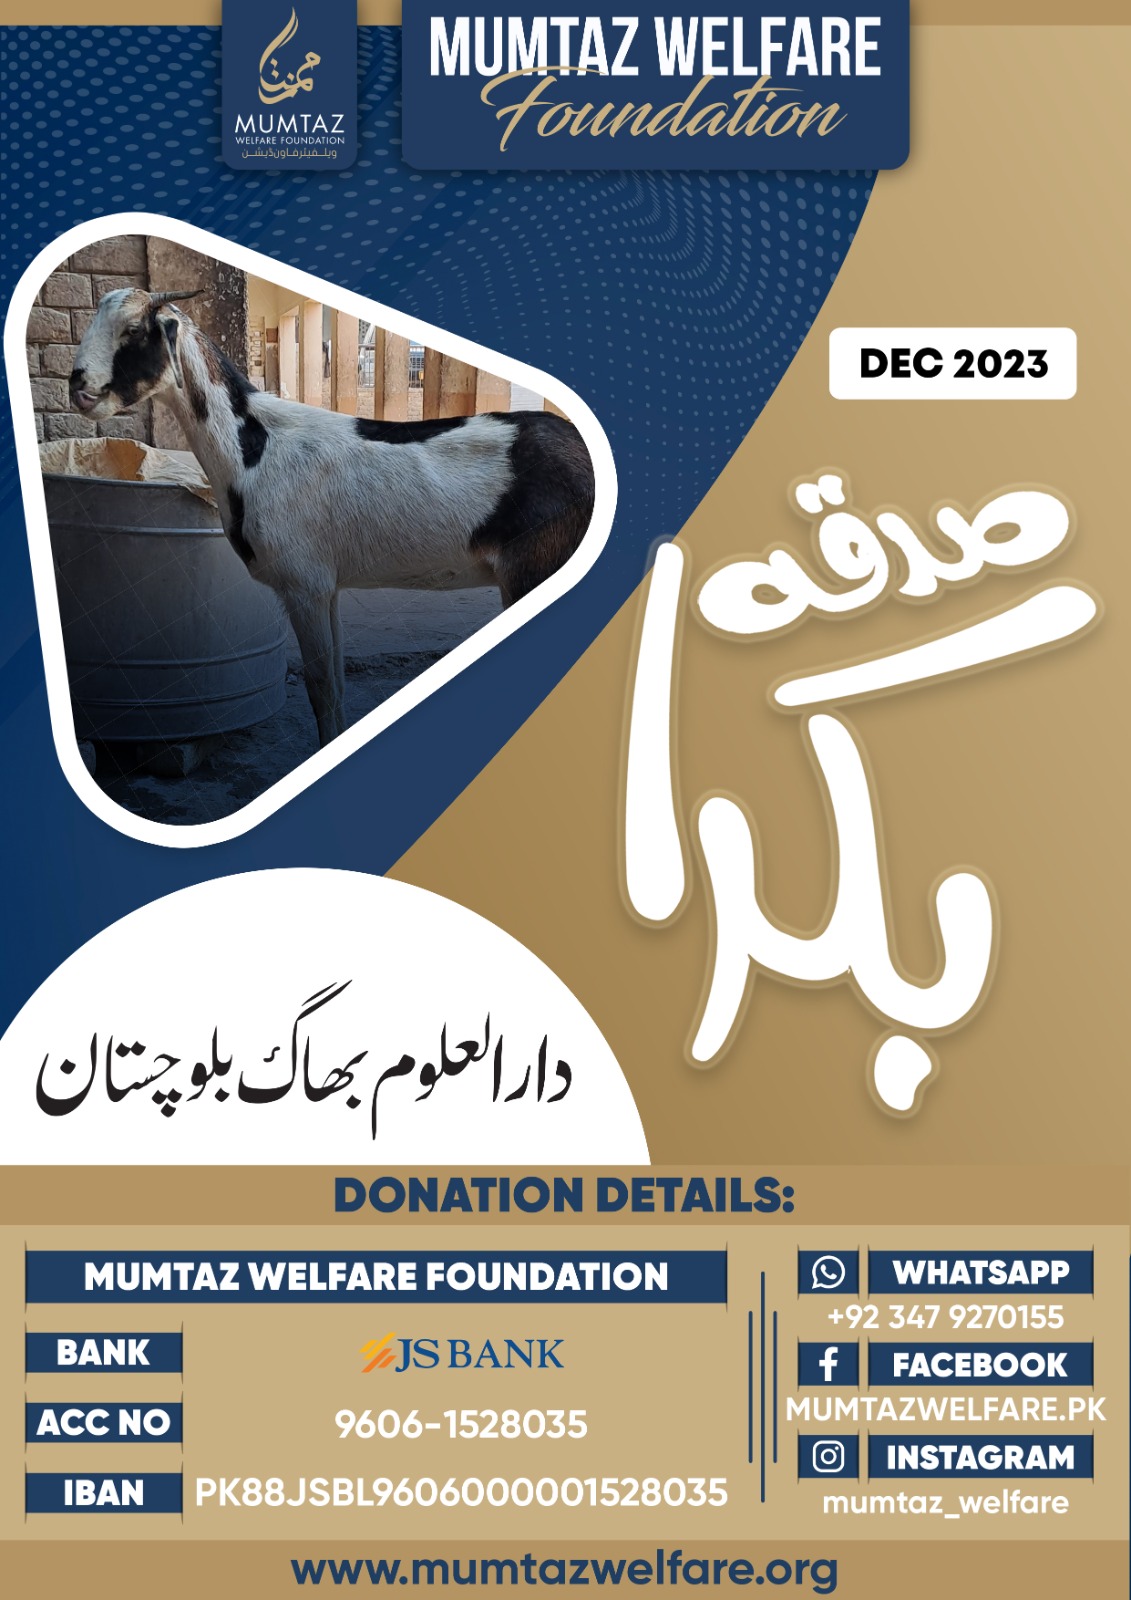 ممتاز
MUMTAZ
WELFARE FOUNDATION
ویلفیئرفاونڈیشن
MUMTAZ WELFARE
Foundation
DEC 2023
صدقہ
بکرا
دارالعلوم بھاگ بلوچستان
DONATION DETAILS:
MUMTAZ WELFARE FOUNDATION
BANK
JS BANK
ACC NO
9606-1528035
IBAN
PK88JSBL9606000001528035
WHATSAPP
+92 347 9270155
FACEBOOK
MUMTAZWELFARE.PK
INSTAGRAM
mumtaz_welfare
www.mumtazwelfare.org